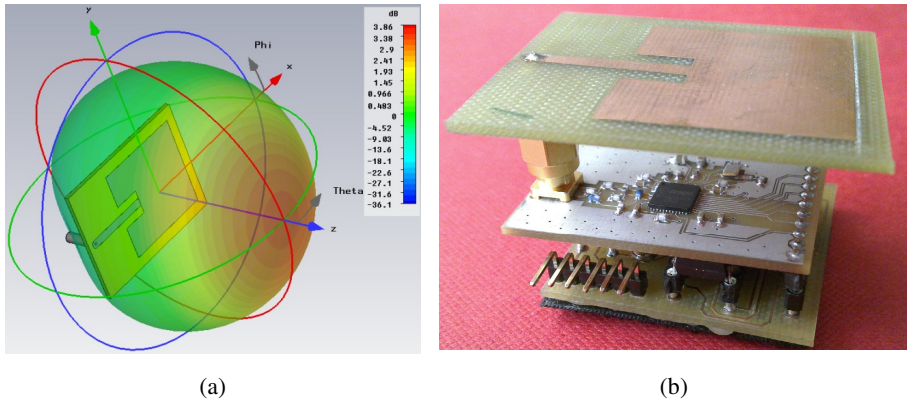 dB
3.86
3.38
2.9
2.41
1.93
1.45
0.966
0.483
0
-4.52
-9.03
-13.6
-18.1
-22.6
-27.1
-31.6
-36.1
y
Phi
x
Theta
z
(a)
(b)